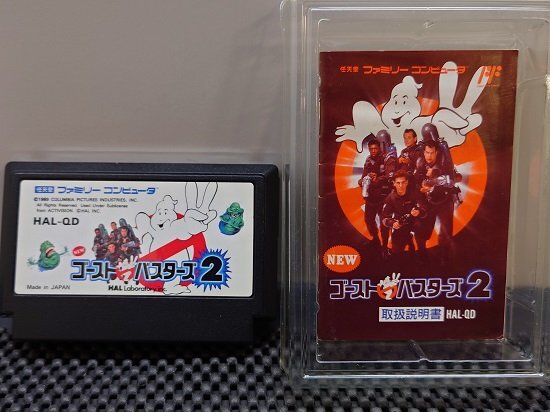 任天堂 ファミリー コンピュータ
©1989 COLUMBIA PICTURES INDUSTRIES, INC.
All Rights Reserved. Used Under Sublicense
from ACTIVISION. ©HAL INC.
HAL-QD
NEW
ゴーストバスターズ2
HAL Laboratory, Inc.
Made in JAPAN
任天堂 ファミリー コンピュータ
NEW
ゴーストバスターズ2
取扱説明書 HAL-QD